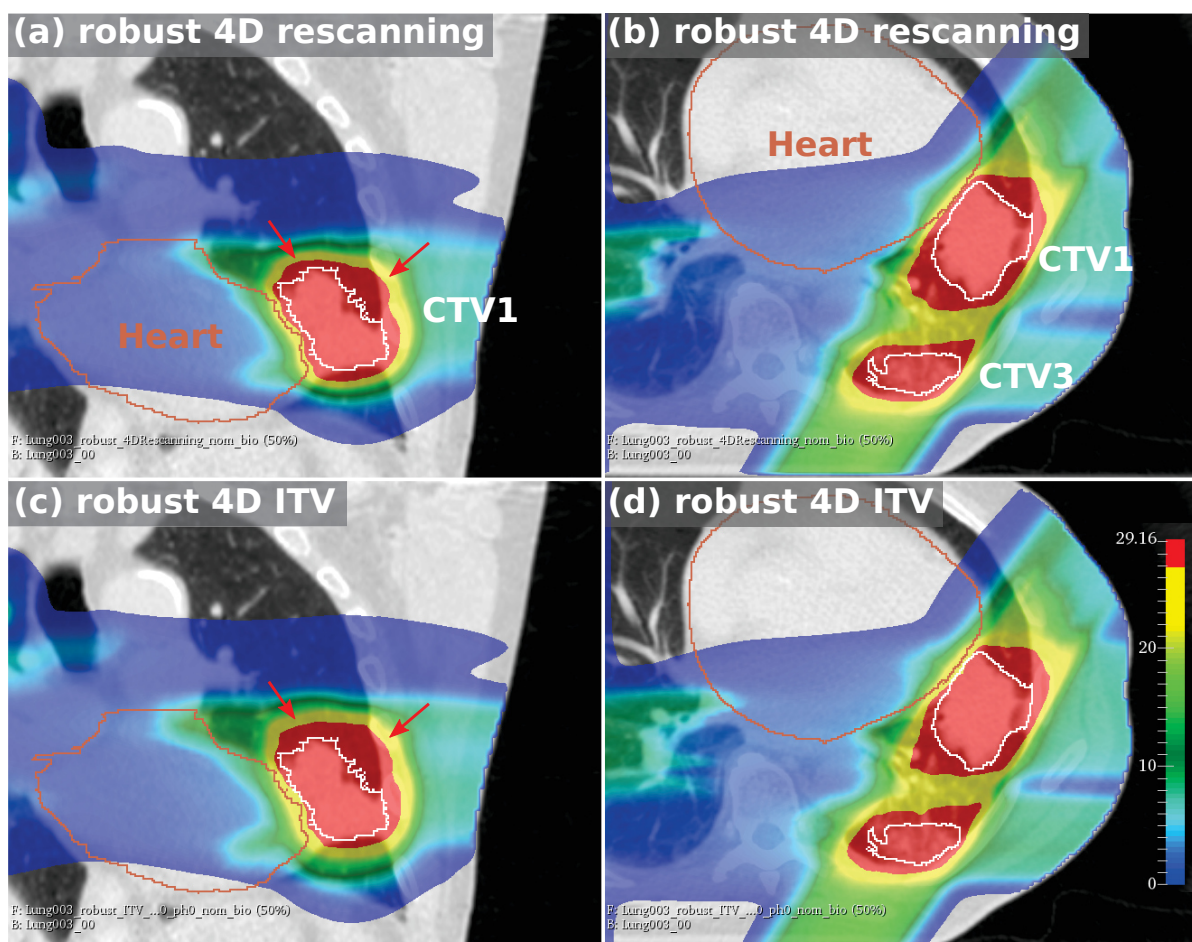 (a) robust 4D rescanning
CTV1
Heart
F: Lung003_robust_4DRescanning_nom_bio (50%)
B: Lung003_00
(b) robust 4D rescanning
Heart
CTV1
CTV3
F: Lung003_robust_4DRescanning_nom_bio (50%)
B: Lung003_00
(c) robust 4D ITV
F: Lung003_robust_ITV_...0_ph0_nom_bio (50%)
B: Lung003_00
(d) robust 4D ITV
29.16
20
10
0
F: Lung003_robust_ITV_...0_ph0_nom_bio (50%)
B: Lung003_00